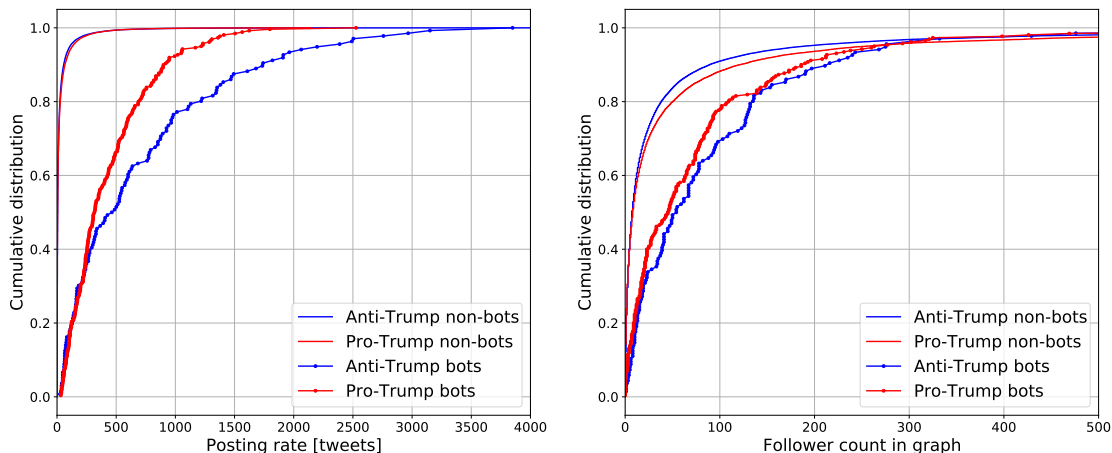 1.0
0.8
0.6
0.4
0.2
0.0
Cumulative distribution
0 500 1000 1500 2000 2500 3000 3500 4000
Posting rate [tweets]
Anti-Trump non-bots
Pro-Trump non-bots
Anti-Trump bots
Pro-Trump bots
1.0
0.8
0.6
0.4
0.2
0.0
Cumulative distribution
0 100 200 300 400 500
Follower count in graph
Anti-Trump non-bots
Pro-Trump non-bots
Anti-Trump bots
Pro-Trump bots